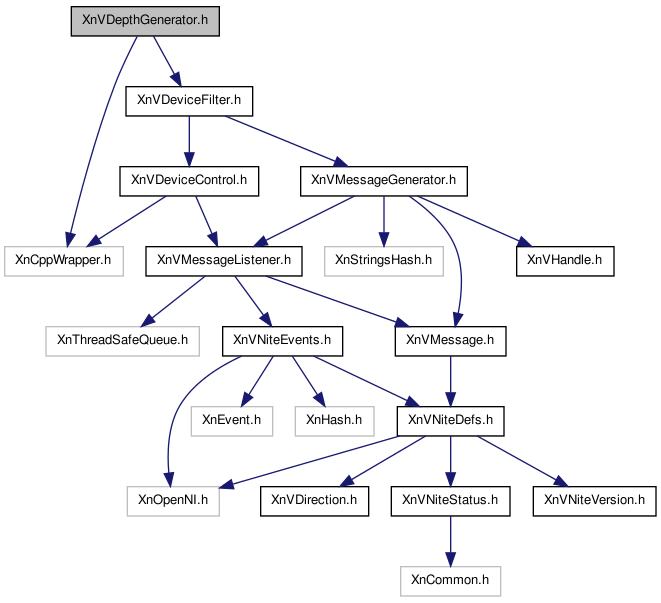 XnVDepthGenerator.h
XnVDeviceFilter.h
XnVDeviceControl.h
XnVMessageGenerator.h
XnCppWrapper.h
XnVMessageListener.h
XnStringsHash.h
XnVHandle.h
XnThreadSafeQueue.h
XnVNiteEvents.h
XnVMessage.h
XnEvent.h
XnHash.h
XnVNiteDefs.h
XnOpenNI.h
XnVDirection.h
XnVNiteStatus.h
XnVNiteVersion.h
XnCommon.h